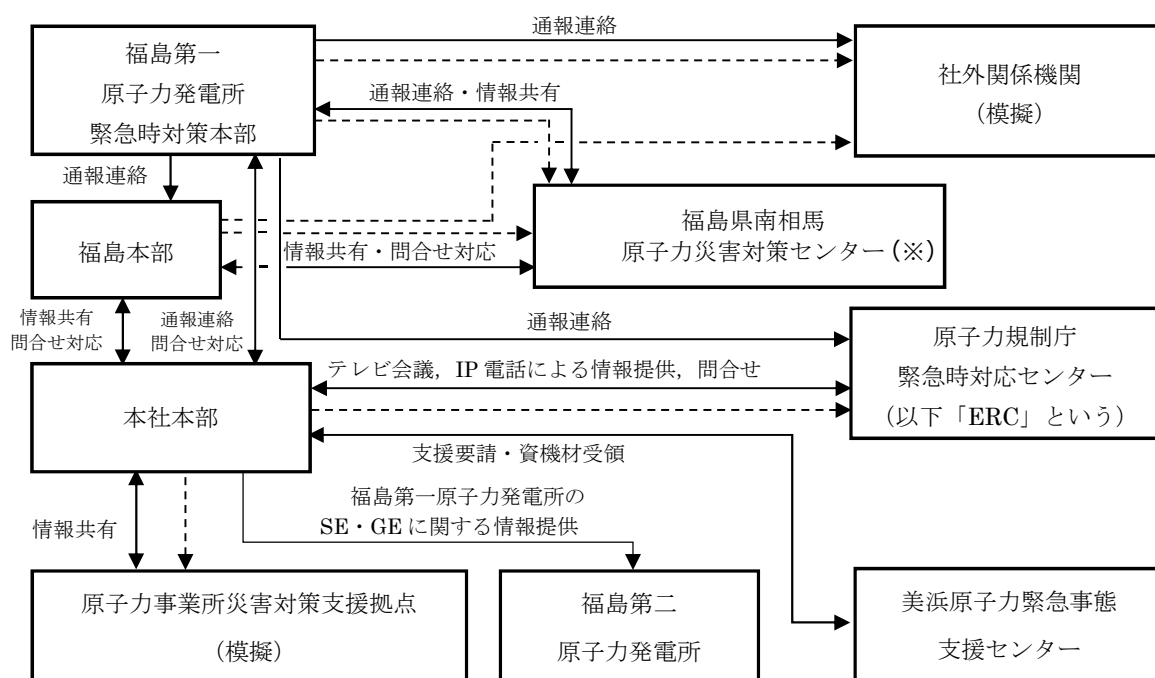 通報連絡
福島第一
原子力発電所
緊急時対策本部
社外関係機関
（模擬）
通報連絡・情報共有
通報連絡
福島本部
福島県南相馬
原子力災害対策センター(※)
情報共有・問合せ対応
情報共有
問合せ対応
通報連絡
問合せ対応
通報連絡
原子力規制庁
緊急時対応センター
（以下「ERC」という）
テレビ会議，IP 電話による情報提供，問合せ
本社本部
支援要請・資機材受領
福島第一原子力発電所の
SE・GE に関する情報提供
情報共有
原子力事業所災害対策支援拠点
（模擬）
福島第二
原子力発電所
美浜原子力緊急事態
支援センター